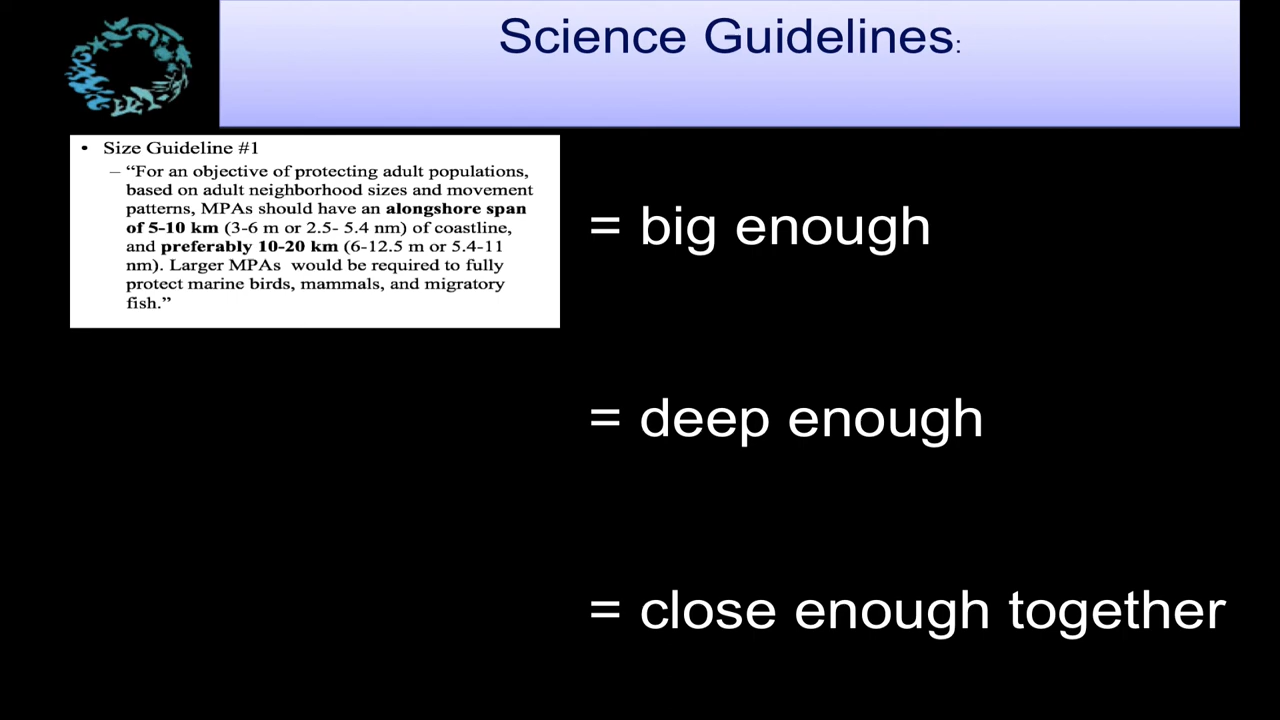 Science Guidelines:
• Size Guideline #1
– “For an objective of protecting adult populations,
based on adult neighborhood sizes and movement
patterns, MPAs should have an alongshore span
of 5-10 km (3-6 m or 2.5- 5.4 nm) of coastline,
and preferably 10-20 km (6-12.5 m or 5.4-11
nm). Larger MPAs would be required to fully
protect marine birds, mammals, and migratory
fish.”
= big enough
= deep enough
= close enough together